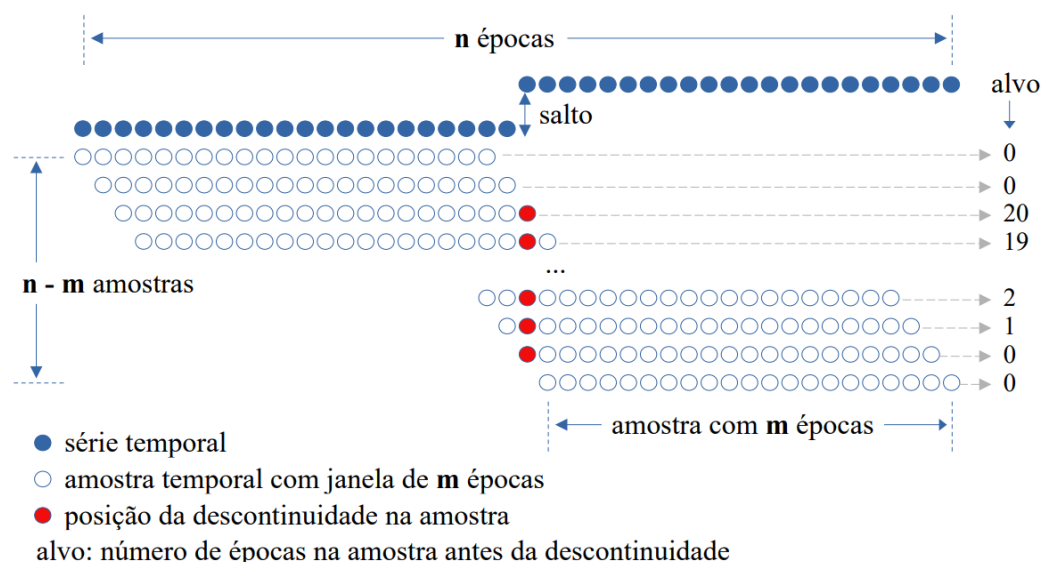 n épocas
alvo
salto
0
0
20
19
...
n - m amostras
2
1
0
0
amostra com m épocas
série temporal
amostra temporal com janela de m épocas
posição da descontinuidade na amostra
alvo: número de épocas na amostra antes da descontinuidade